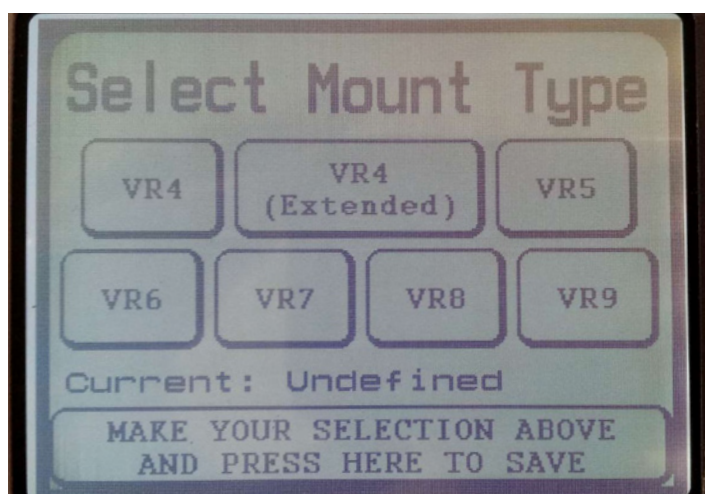 Select Mount Type
VR4
VR4
(Extended)
VR5
VR6
VR7
VR8
VR9
Current: Undefined
MAKE YOUR SELECTION ABOVE
AND PRESS HERE TO SAVE